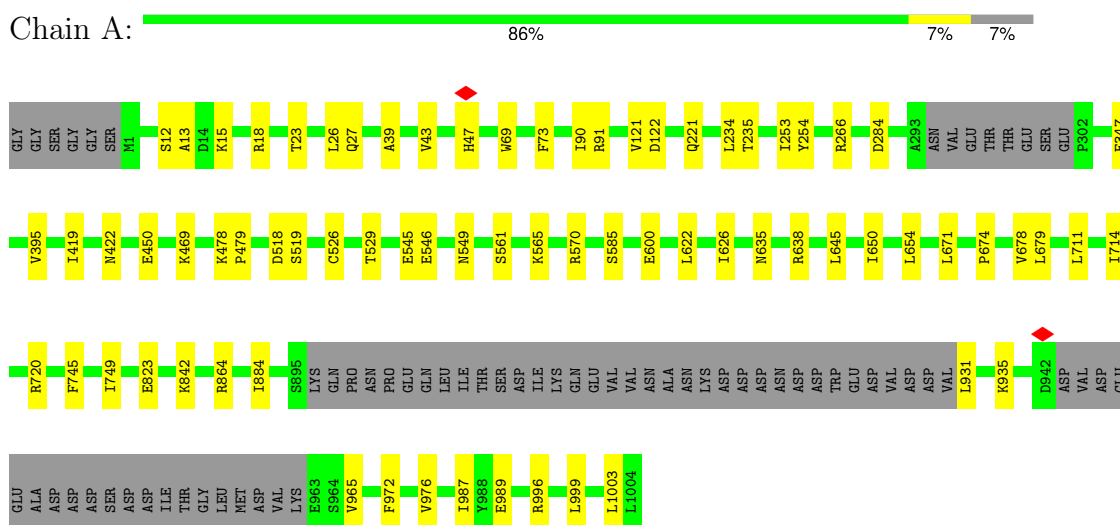 Chain A:
86% 7% 7%
GLY GLY SER GLY GLY SER M1 S12 A13 D14 K15 R18 T23 L26 Q27 A39 V43 H47 W69 F73 I90 R91 V121 D122 Q221 L234 T235 I253 Y254 R266 D284 A293 ASN VAL GLU THR THR GLU SER GLU P302
V395 I419 N422 E450 K469 K478 P479 D518 S519 C526 T529 E545 E546 N549 S561 K565 R570 S585 E600 L622 I626 N635 R638 L645 I650 L654 L671 P674 V678 L679 L711 I714
R720 F745 I749 E823 K842 R864 I884 S895 LYS GLN PRO ASN PRO GLU GLN LEU ILE THR SER ASP ILE LYS GLN GLU VAL VAL ASN ALA ASN LYS ASP ASP ASP ASN ASP ASP TRP GLU ASP VAL ASP ASP VAL L931 K935 D942 ASP VAL ASP GLU
GLU ALA ASP ASP ASP SER ASP ASP ILE THR GLY LEU MET ASP VAL LYS E963 S964 V965 F972 V976 I987 Y988 E989 R996 L999 L1003 L1004